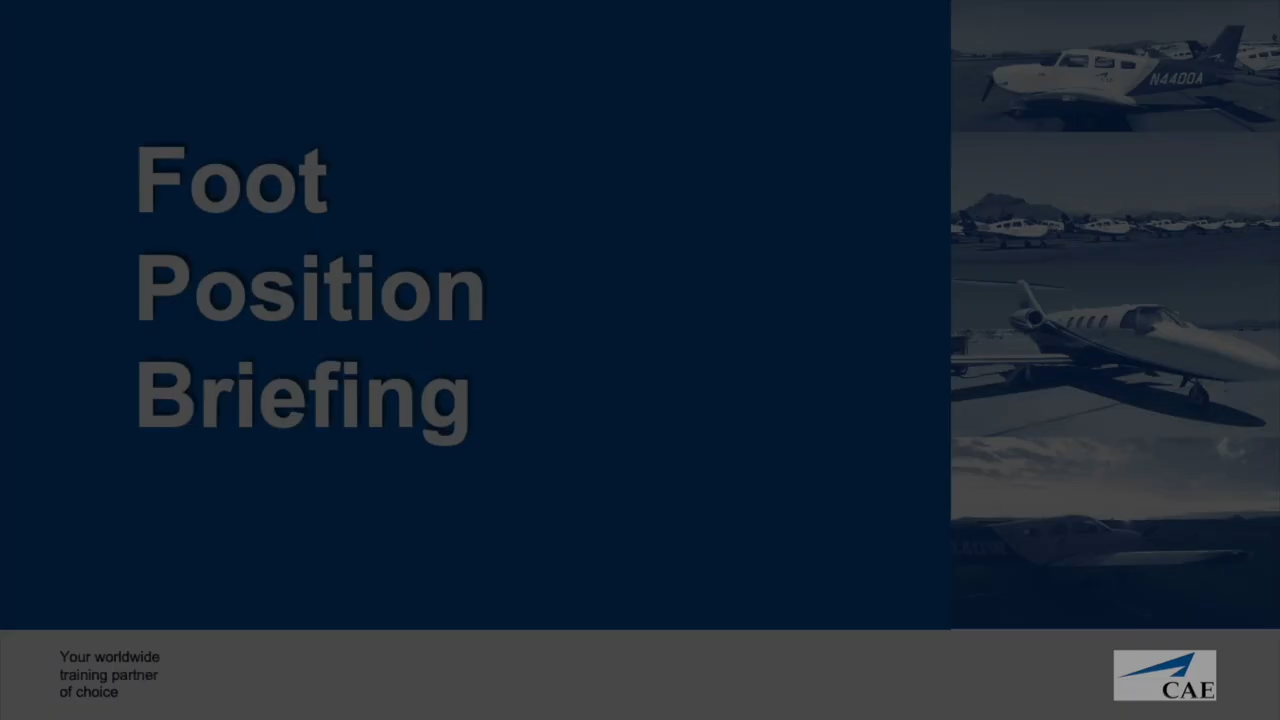 Foot
Position
Briefing
N4400A
Your worldwide
training partner
of choice
CAE